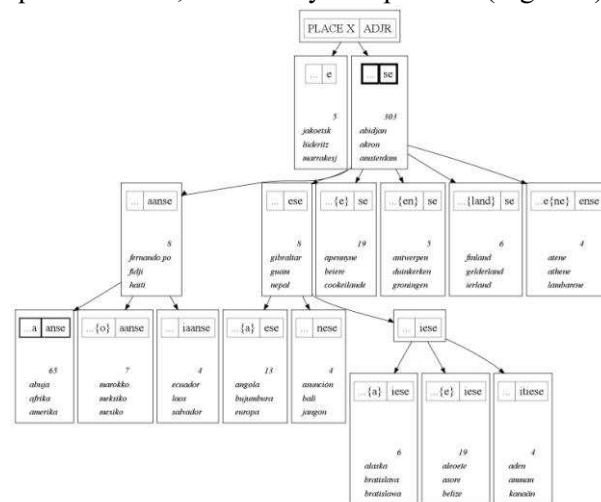 PLACE X ADJR
... e
5
jakoetsk
lüderitz
marrakesj
... se
303
abidjan
akron
amsterdam
... aanse
8
fernando po
fidji
haïti
... ese
8
gibraltar
guam
nepal
...{e} se
19
apennyne
beiere
cookeilande
...{en} se
5
antwerpen
duinkerken
groningen
...{land} se
6
finland
gelderland
ierland
...e{ne} ense
4
atene
athene
lambarene
...a anse
65
abuja
afrika
amerika
...{o} aanse
7
marokko
meksiko
mexiko
... iaanse
4
ecuador
laos
salvador
...{a} ese
13
angola
bujumbura
europa
... nese
4
asunción
bali
jangon
... iese
...{a} iese
6
alaska
bratislava
bratislawa
...{e} iese
19
aleoete
asore
belize
... itiese
4
aden
amman
kanaän